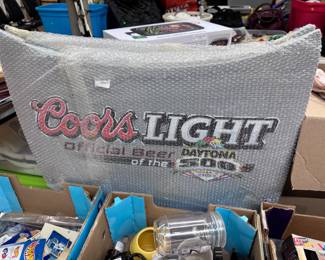 Coors LIGHT
Official Beer
of the
DAYTONA
500